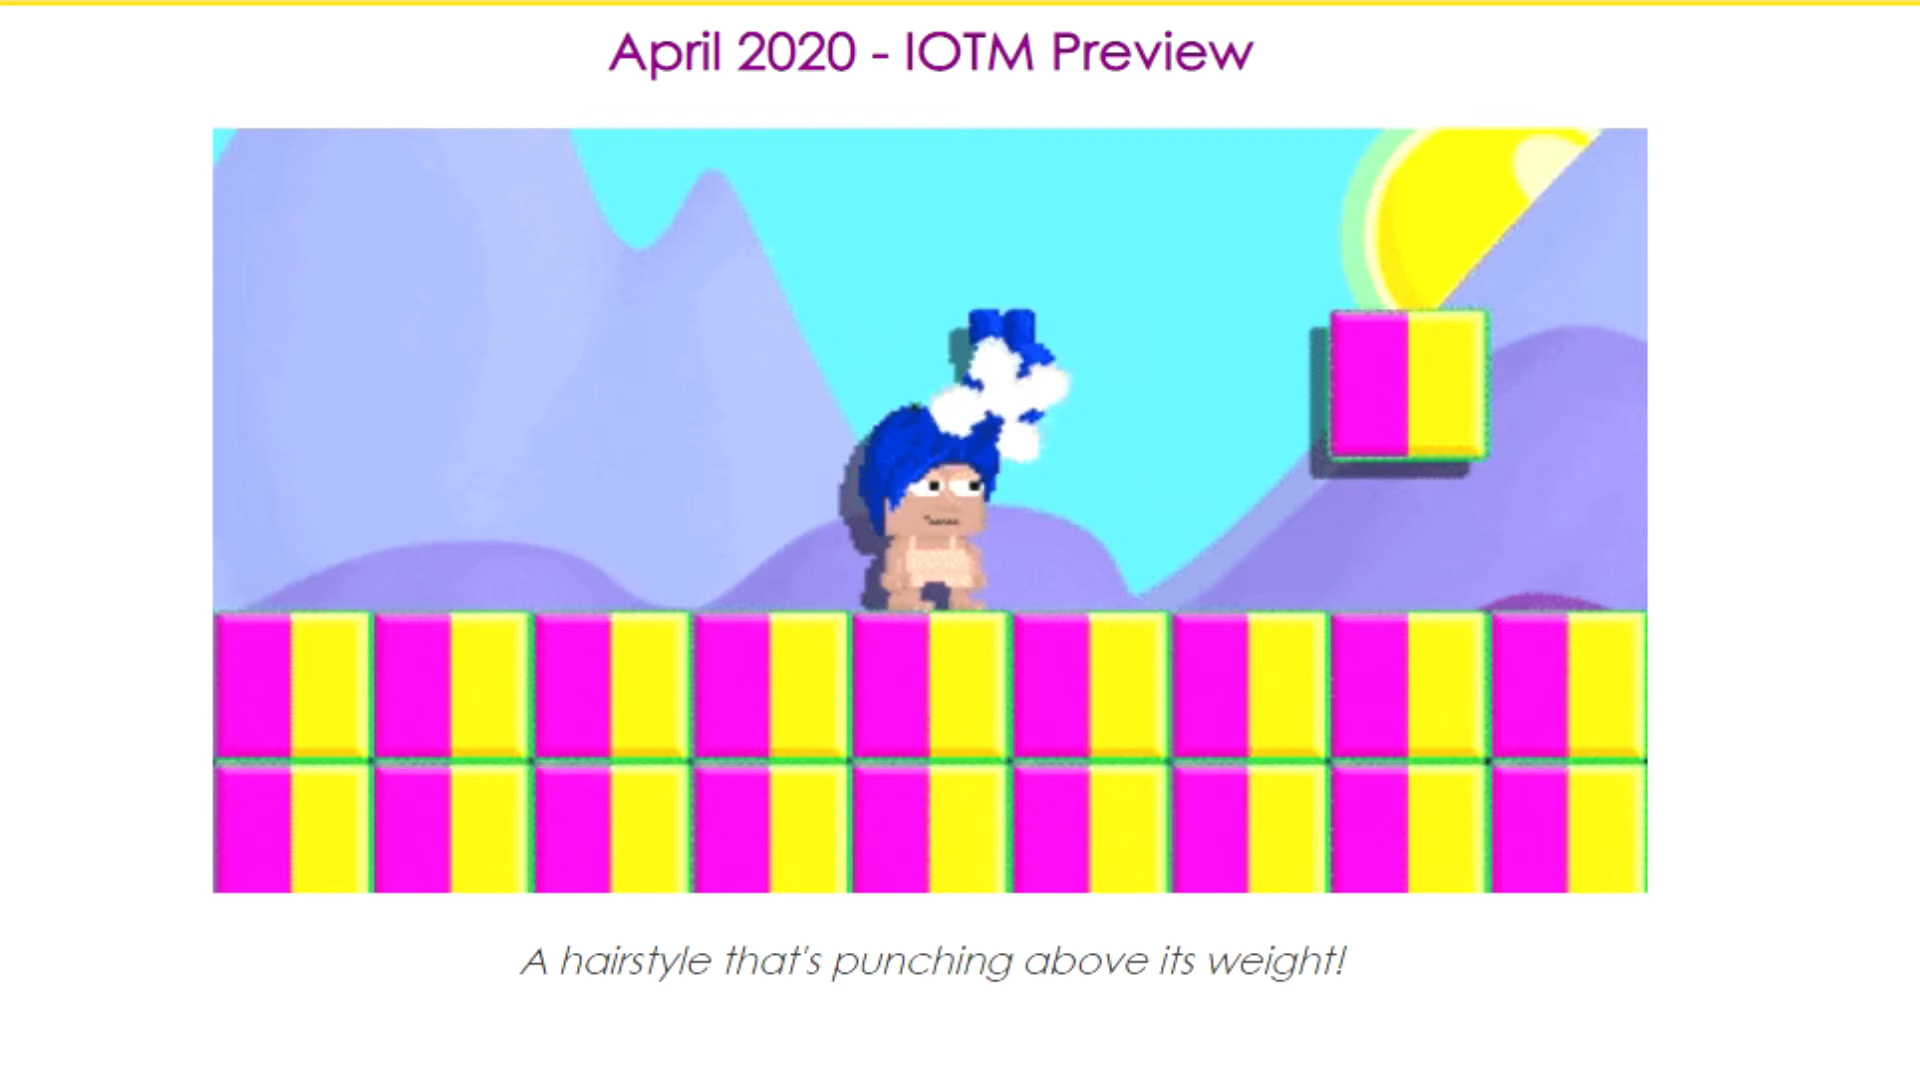 April 2020 - IOTM Preview
A hairstyle that's punching above its weight!